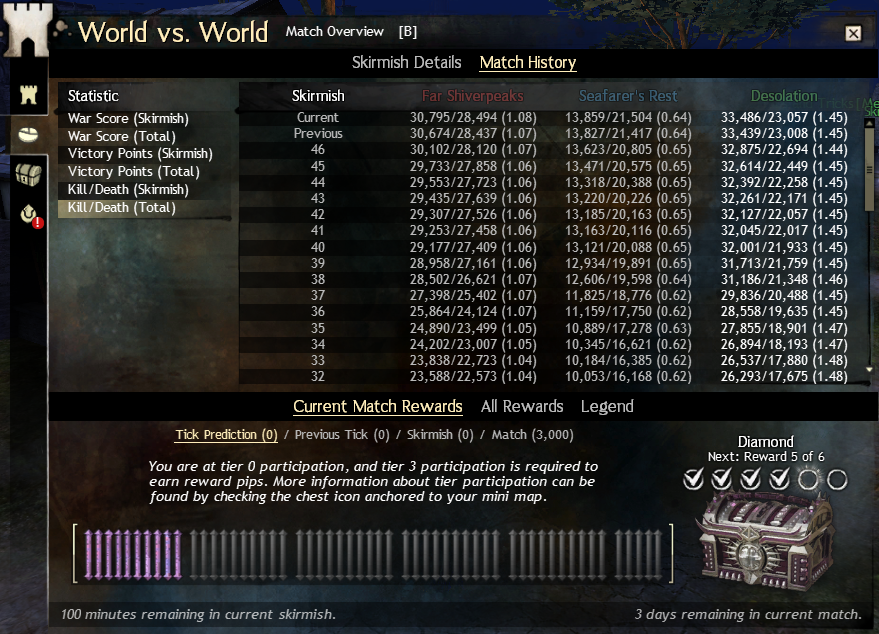 World vs. World Match Overview [B]
Skirmish Details Match History
Statistic
War Score (Skirmish)
War Score (Total)
Victory Points (Skirmish)
Victory Points (Total)
Kill/Death (Skirmish)
Kill/Death (Total)
Skirmish Far Shiverpeaks Seafarer's Rest Desolation
Current 30,795/28,494 (1.08) 13,859/21,504 (0.64) 33,486/23,057 (1.45)
Previous 30,674/28,437 (1.07) 13,827/21,417 (0.64) 33,439/23,008 (1.45)
46 30,102/28,120 (1.07) 13,623/20,805 (0.65) 32,875/22,694 (1.44)
45 29,733/27,858 (1.06) 13,471/20,575 (0.65) 32,614/22,449 (1.45)
44 29,553/27,723 (1.06) 13,318/20,388 (0.65) 32,392/22,258 (1.45)
43 29,435/27,639 (1.06) 13,220/20,226 (0.65) 32,261/22,171 (1.45)
42 29,307/27,526 (1.06) 13,185/20,163 (0.65) 32,127/22,057 (1.45)
41 29,253/27,458 (1.06) 13,163/20,116 (0.65) 32,045/22,017 (1.45)
40 29,177/27,409 (1.06) 13,121/20,088 (0.65) 32,001/21,933 (1.45)
39 28,958/27,161 (1.06) 12,934/19,891 (0.65) 31,713/21,759 (1.45)
38 28,502/26,621 (1.07) 12,606/19,598 (0.64) 31,186/21,348 (1.46)
37 27,398/25,402 (1.07) 11,825/18,776 (0.62) 29,836/20,488 (1.45)
36 25,864/24,124 (1.07) 11,159/17,750 (0.62) 28,558/19,635 (1.45)
35 24,890/23,499 (1.05) 10,889/17,278 (0.63) 27,855/18,901 (1.47)
34 24,202/23,007 (1.05) 10,345/16,621 (0.62) 26,894/18,193 (1.47)
33 23,838/22,723 (1.04) 10,184/16,385 (0.62) 26,537/17,880 (1.48)
32 23,588/22,573 (1.04) 10,053/16,168 (0.62) 26,293/17,675 (1.48)
Current Match Rewards All Rewards Legend
Tick Prediction (0) / Previous Tick (0) / Skirmish (0) / Match (3,000)
You are at tier 0 participation, and tier 3 participation is required to
earn reward pips. More information about tier participation can be
found by checking the chest icon anchored to your mini map.
Diamond
Next: Reward 5 of 6
100 minutes remaining in current skirmish.
3 days remaining in current match.